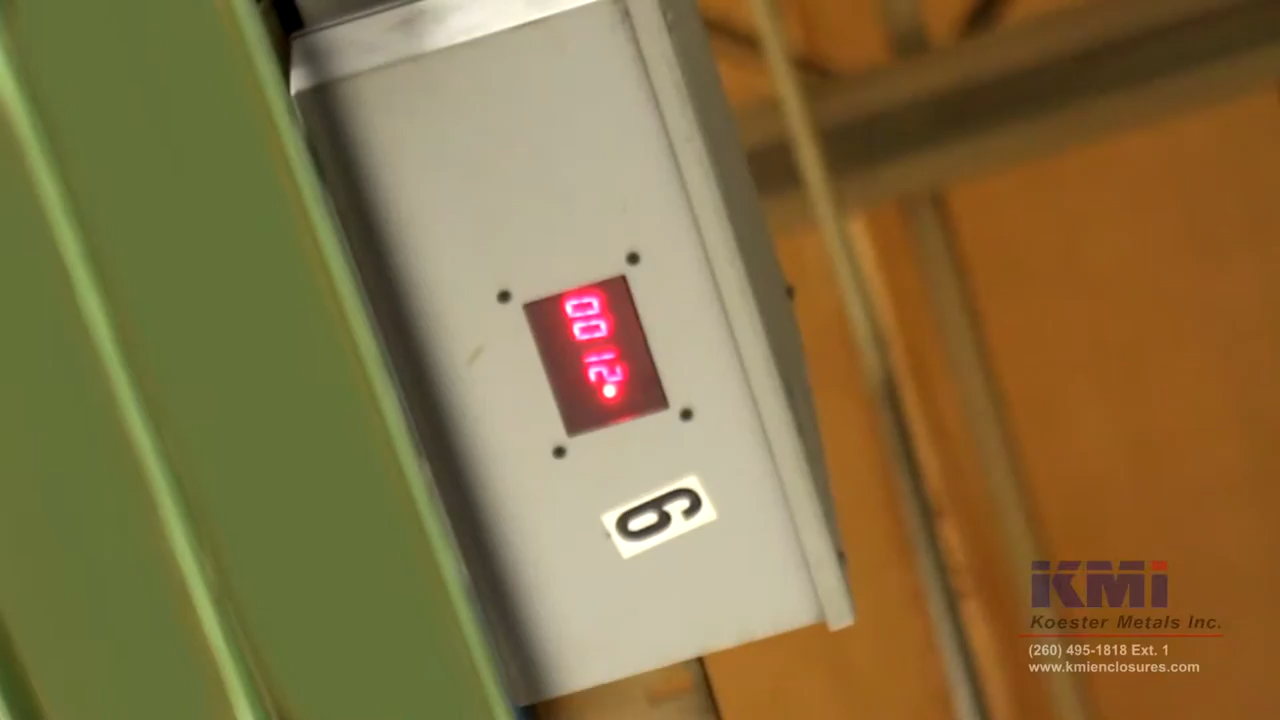 0012.
6
KMi
Koester Metals Inc.
(260) 495-1818 Ext. 1
www.kmienclosures.com